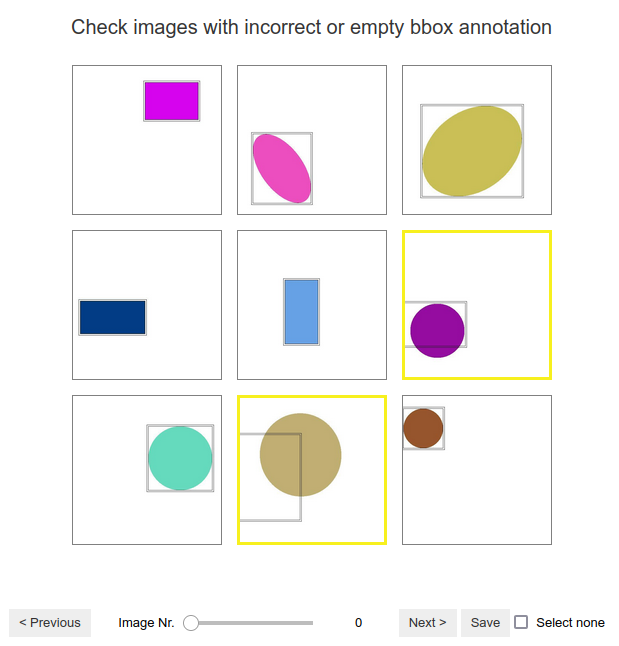 Check images with incorrect or empty bbox annotation
< Previous Image Nr. 0 Next > Save Select none